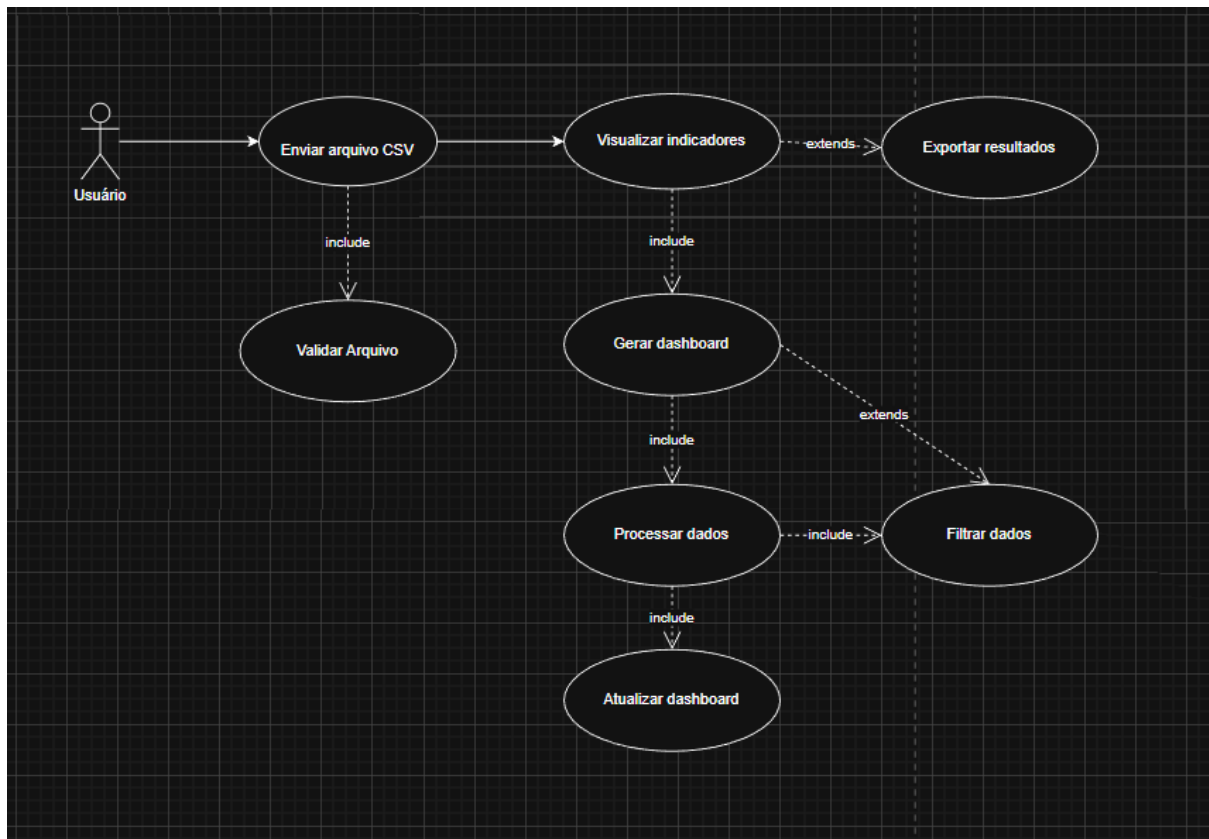 Usuário
Enviar arquivo CSV
Visualizar indicadores
extends
Exportar resultados
include
include
Validar Arquivo
Gerar dashboard
extends
include
Processar dados
include
Filtrar dados
include
Atualizar dashboard